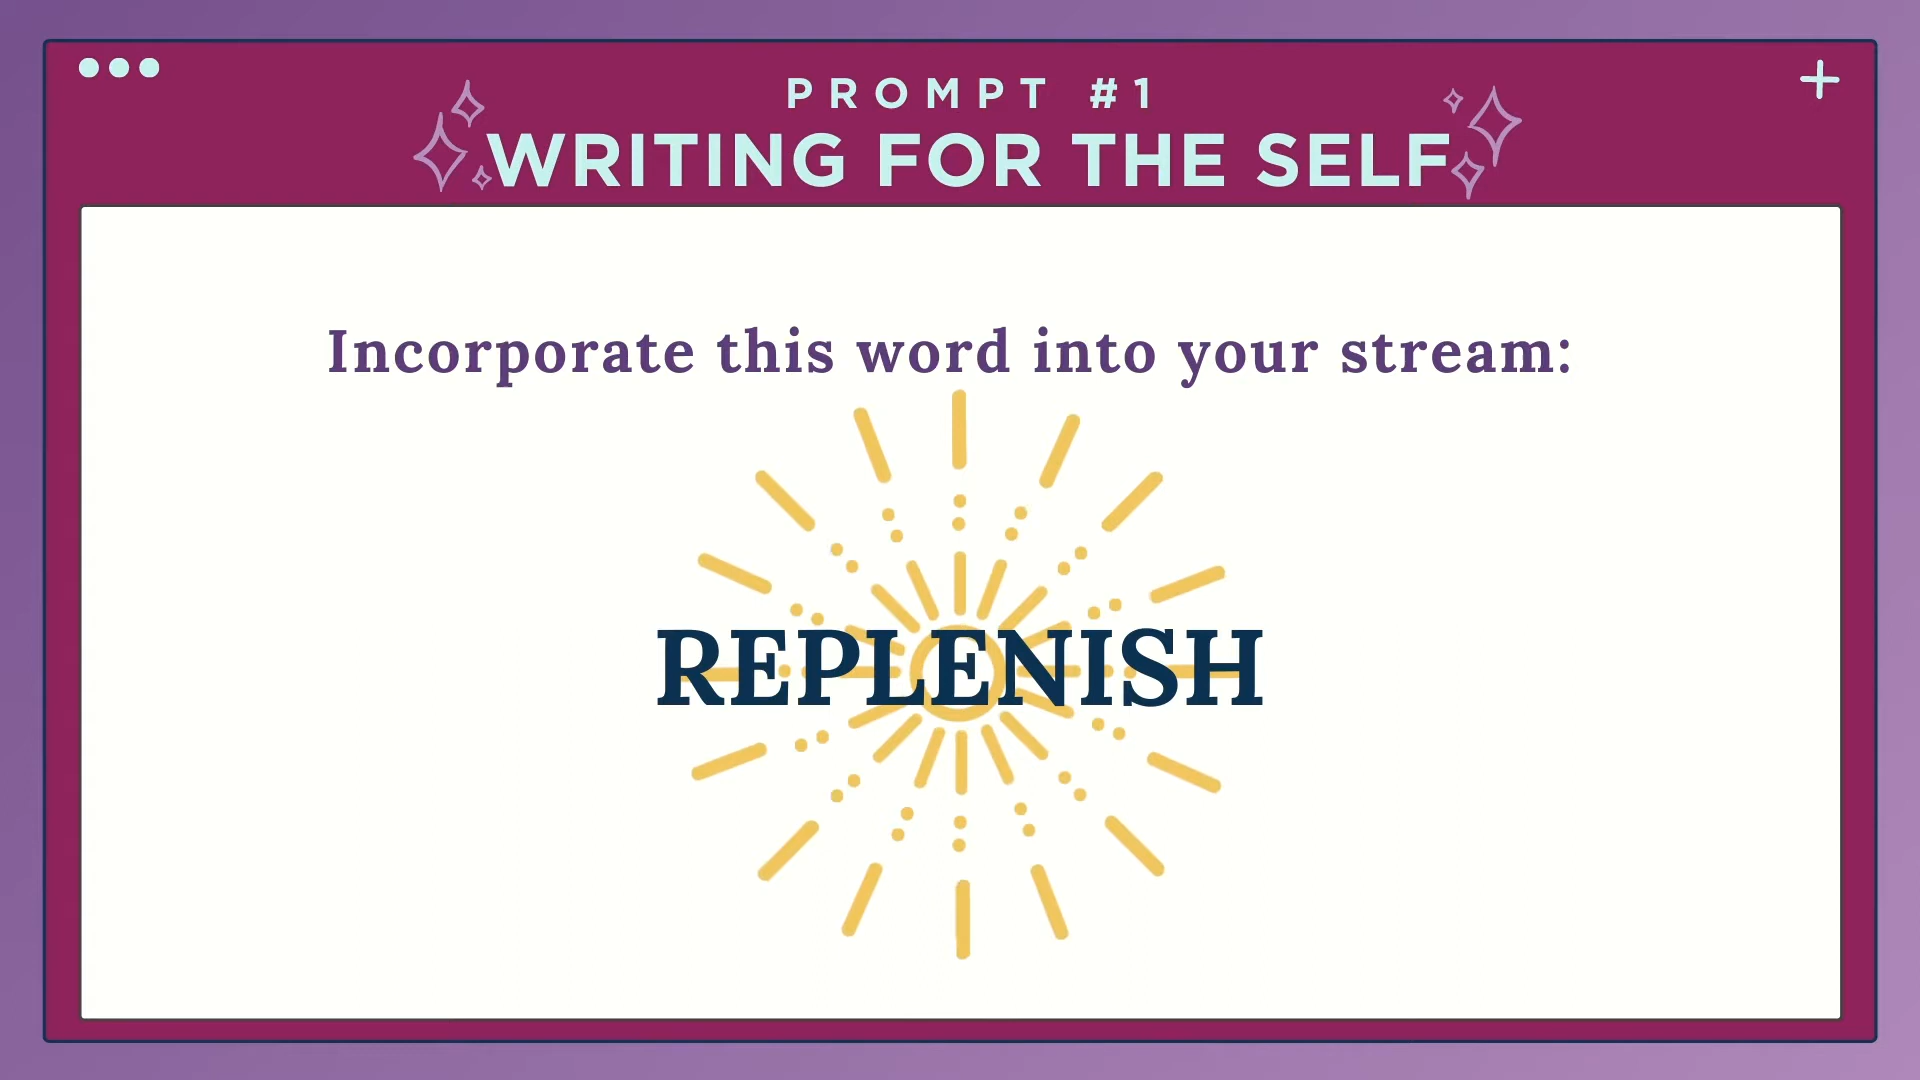 PROMPT #1
WRITING FOR THE SELF
Incorporate this word into your stream:
REPLENISH